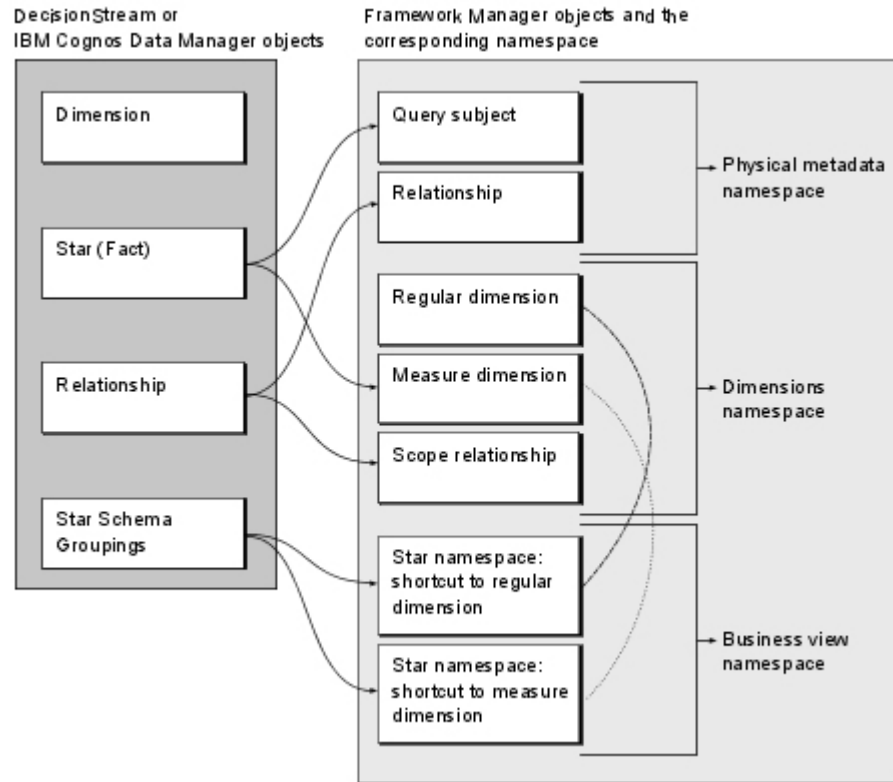 DecisionStream or
IBM Cognos Data Manager objects
Framework Manager objects and the
corresponding namespace
Dimension
Star (Fact)
Relationship
Star Schema
Groupings
Query subject
Relationship
Regular dimension
Measure dimension
Scope relationship
Star namespace:
shortcut to regular
dimension
Star namespace:
shortcut to measure
dimension
Physical metadata
namespace
Dimensions
namespace
Business view
namespace